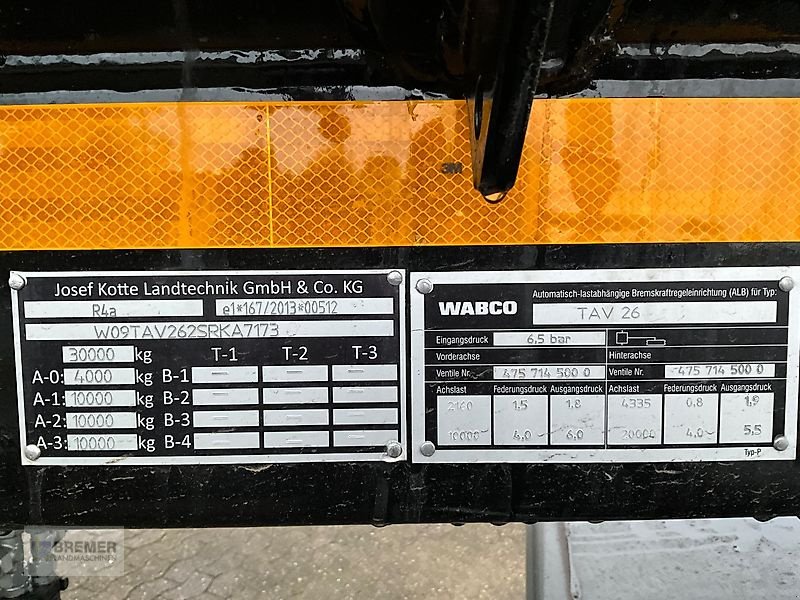 3M
Josef Kotte Landtechnik GmbH & Co. KG
R4a e1*167/2013*00512
W09TAV262SRKA7173
30000 kg T-1 T-2 T-3
A-0: 4000 kg B-1 — — —
A-1: 10000 kg B-2 — — —
A-2: 10000 kg B-3 — — —
A-3: 10000 kg B-4 — — —
WABCO
Automatisch-lastabhängige Bremskraftregeleinrichtung (ALB) für Typ:
TAV 26
Eingangsdruck 6,5 bar
Vorderachse Hinterachse
Ventile Nr. 475 714 500 0 Ventile Nr. 475 714 500 0
Achslast Federungsdruck Ausgangsdruck Achslast Federungsdruck Ausgangsdruck
2160 1,5 1,8 4335 0,8 1,9
10000 4,0 6,0 20000 4,0 5,5
Typ-P
BREMER
LANDMASCHINEN